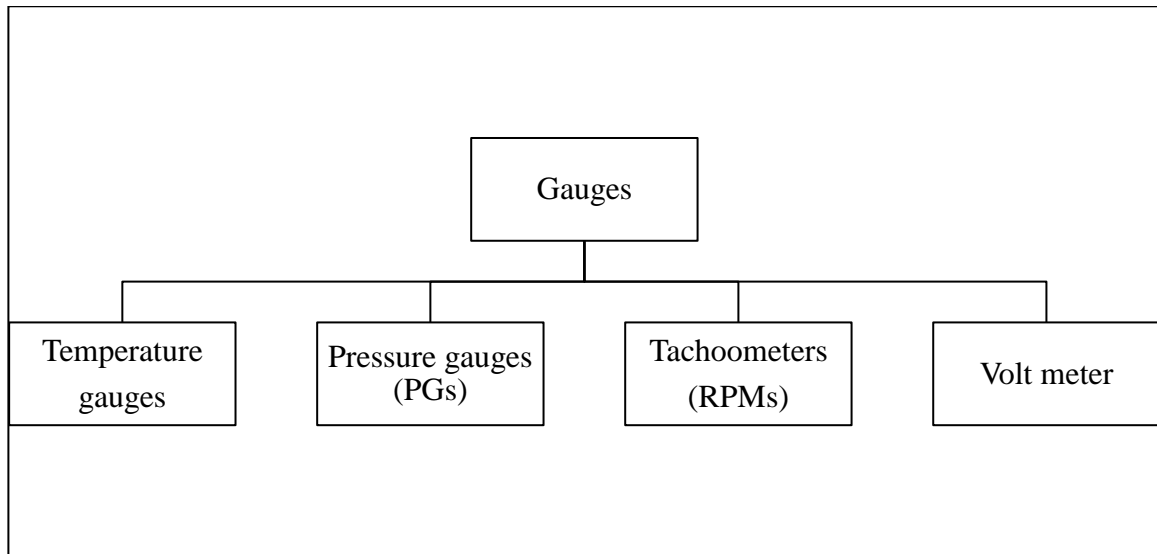 Gauges
Temperature
gauges
Pressure gauges
(PGs)
Tachoometers
(RPMs)
Volt meter